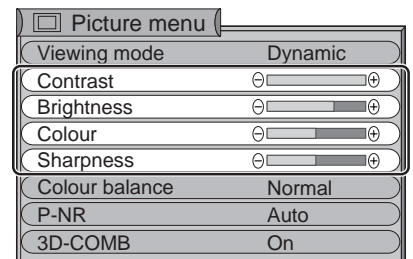 Picture menu
Viewing mode Dynamic
Contrast
Brightness
Colour
Sharpness
Colour balance Normal
P-NR Auto
3D-COMB On